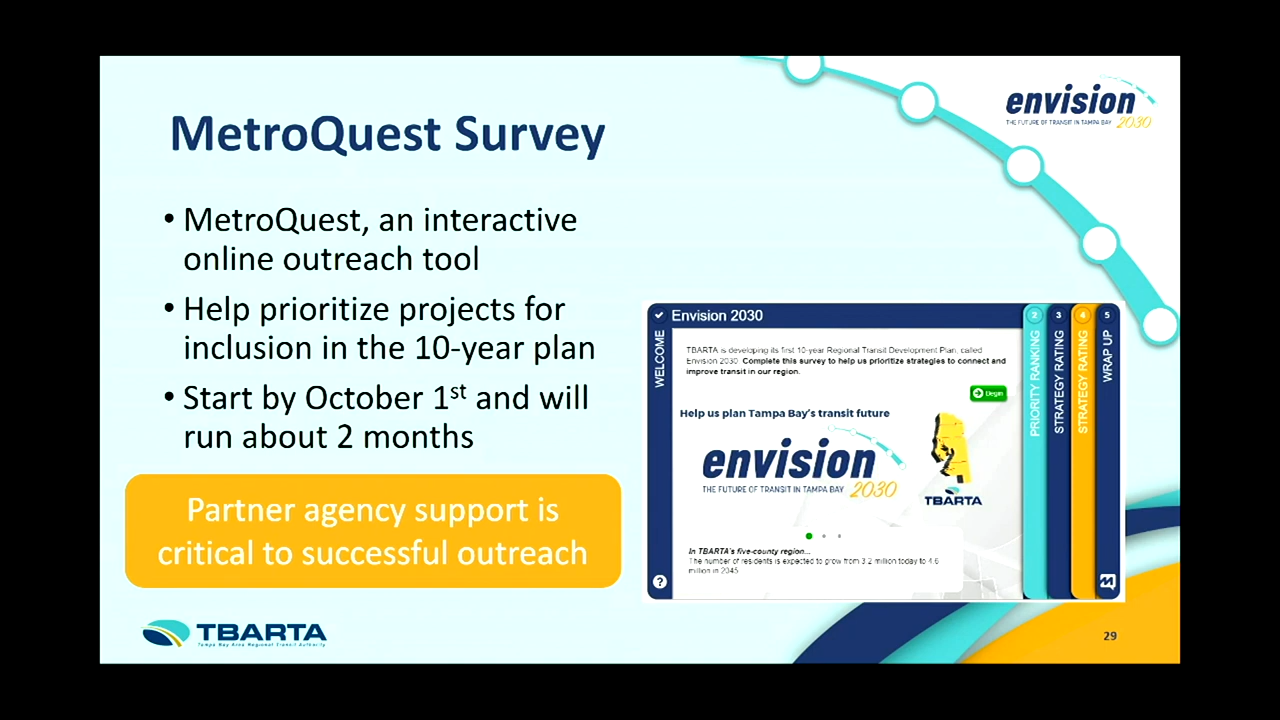 envision
THE FUTURE OF TRANSIT IN TAMPA BAY 2030
MetroQuest Survey
• MetroQuest, an interactive
online outreach tool
• Help prioritize projects for
inclusion in the 10-year plan
• Start by October 1st and will
run about 2 months
Partner agency support is
critical to successful outreach
Envision 2030
WELCOME
TBARTA is developing its first 10-year Regional Transit Development Plan, called
Envision 2030. Complete this survey to help us prioritize strategies to connect and
improve transit in our region.
Begin
Help us plan Tampa Bay's transit future
envision
THE FUTURE OF TRANSIT IN TAMPA BAY 2030
TBARTA
In TBARTA's five-county region...
The number of residents is expected to grow from 3.2 million today to 4.6
million in 2045
?
2 PRIORITY RANKING
3 STRATEGY RATING
4 STRATEGY RATING
5 WRAP UP
TBARTA
Tampa Bay Area Regional Transit Authority
29